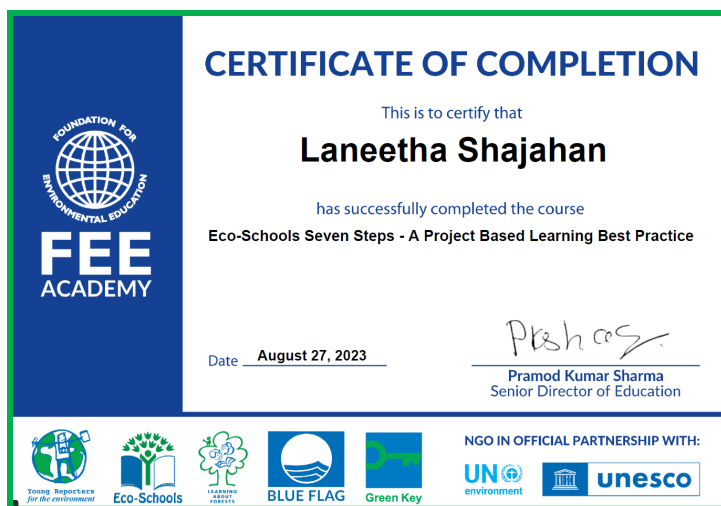 FOUNDATION FOR
ENVIRONMENTAL EDUCATION
FEE
ACADEMY
CERTIFICATE OF COMPLETION
This is to certify that
Laneetha Shajahan
has successfully completed the course
Eco-Schools Seven Steps - A Project Based Learning Best Practice
Date August 27, 2023
Pramod Kumar Sharma
Senior Director of Education
Young Reporters
for the environment
Eco-Schools
LEARNING
ABOUT
FORESTS
BLUE FLAG
Green Key
NGO IN OFFICIAL PARTNERSHIP WITH:
UN
environment
unesco